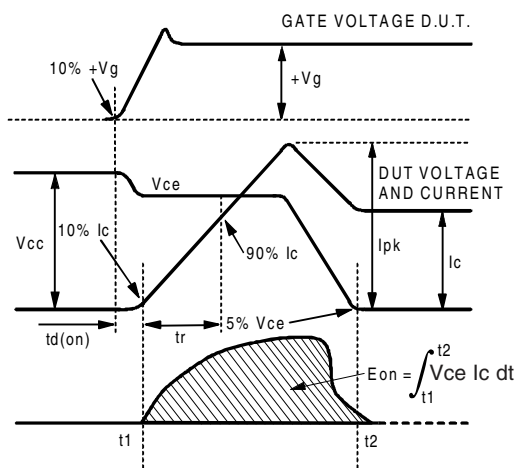 GATE VOLTAGE D.U.T.
10% +Vg
+Vg
Vce
DUT VOLTAGE
AND CURRENT
Vcc
10% Ic
90% Ic
Ipk
Ic
td(on)
tr
5% Vce
Eon = ∫ Vce Ic dt
t2
t1
t1
t2